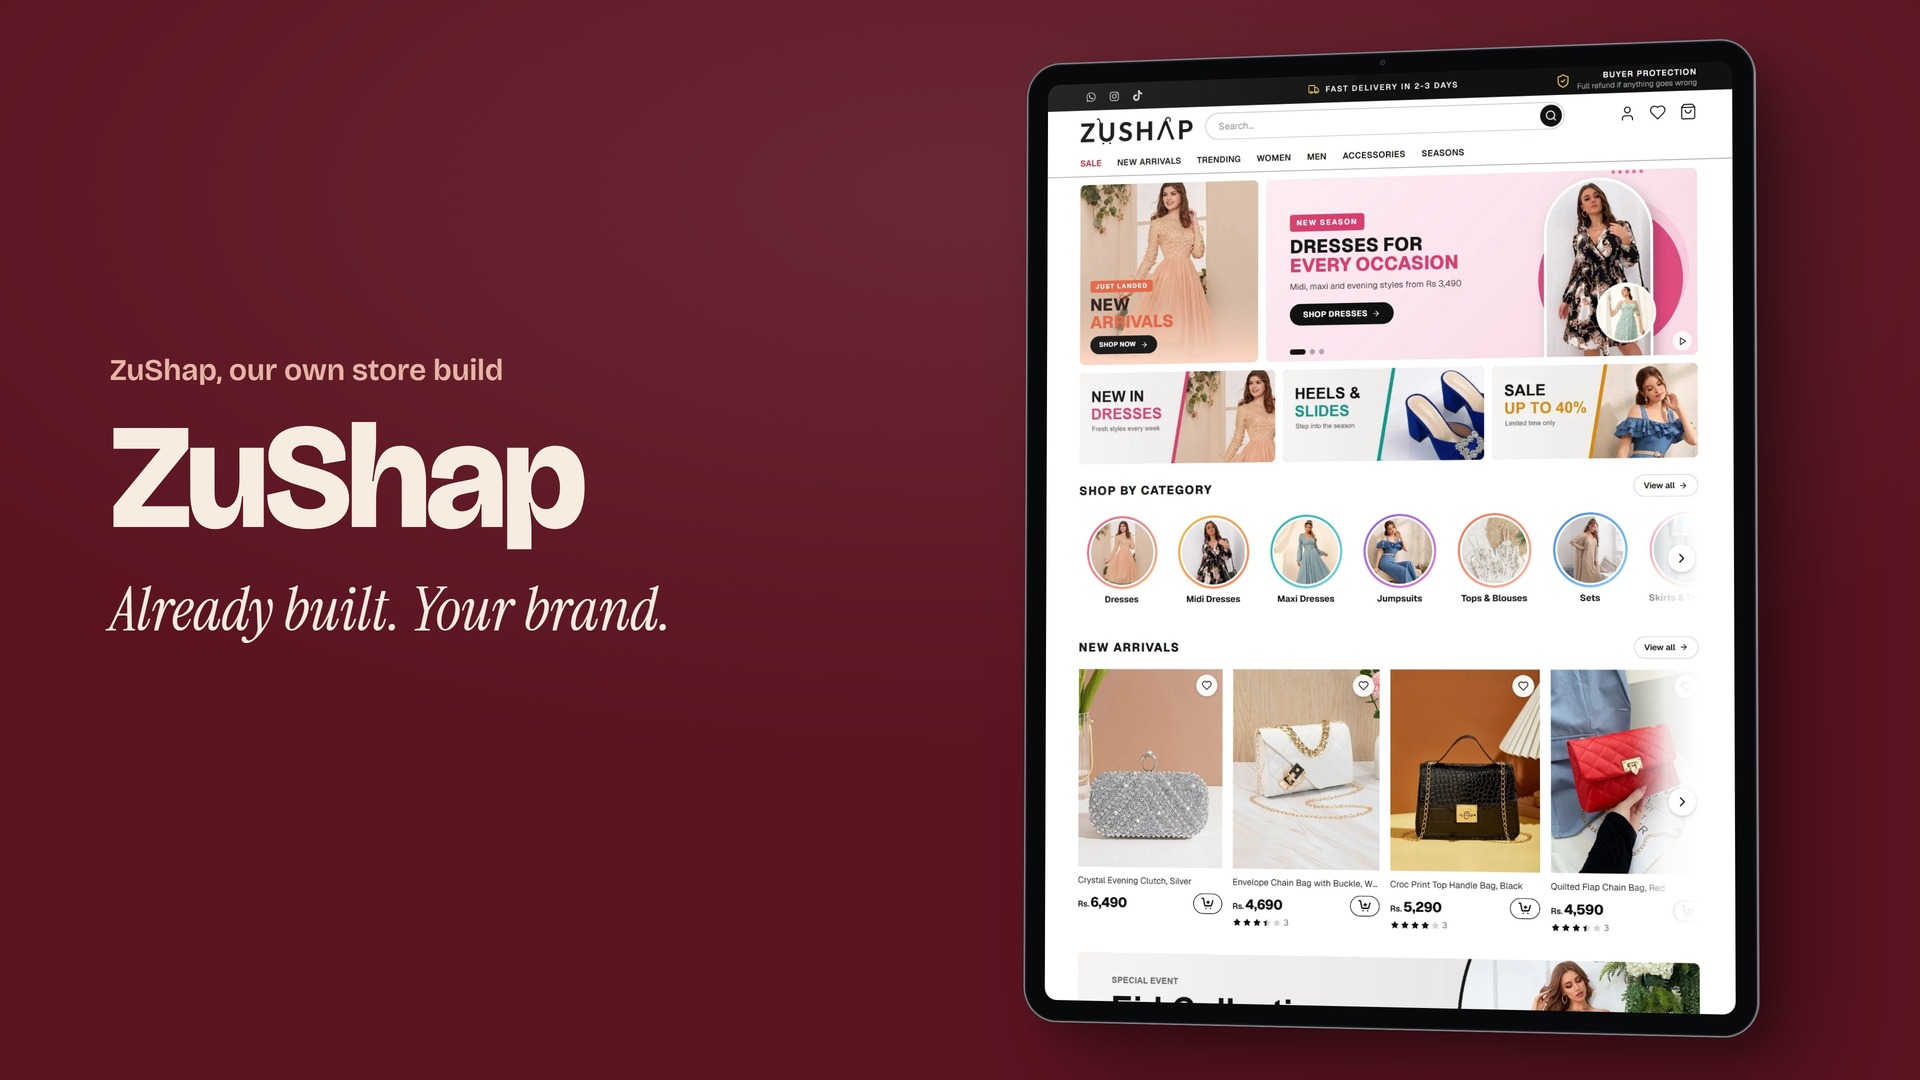 ZuShap, our own store build
ZuShap
Already built. Your brand.
FAST DELIVERY IN 2-3 DAYS
BUYER PROTECTION
Full refund if anything goes wrong
ZUSHAP
Search...
SALE NEW ARRIVALS TRENDING WOMEN MEN ACCESSORIES SEASONS
JUST LANDED
NEW
ARRIVALS
SHOP NOW
NEW SEASON
DRESSES FOR
EVERY OCCASION
Midi, maxi and evening styles from Rs 3,490
SHOP DRESSES
NEW IN
DRESSES
Fresh styles every week
HEELS &
SLIDES
Step into the season
SALE
UP TO 40%
Limited time only
SHOP BY CATEGORY
View all
Dresses
Midi Dresses
Maxi Dresses
Jumpsuits
Tops & Blouses
Sets
Skirts &
NEW ARRIVALS
View all
Crystal Evening Clutch, Silver
Rs. 6,490
Envelope Chain Bag with Buckle, W...
Rs. 4,690
3
Croc Print Top Handle Bag, Black
Rs. 5,290
3
Quilted Flap Chain Bag, Red
Rs. 4,590
3
SPECIAL EVENT